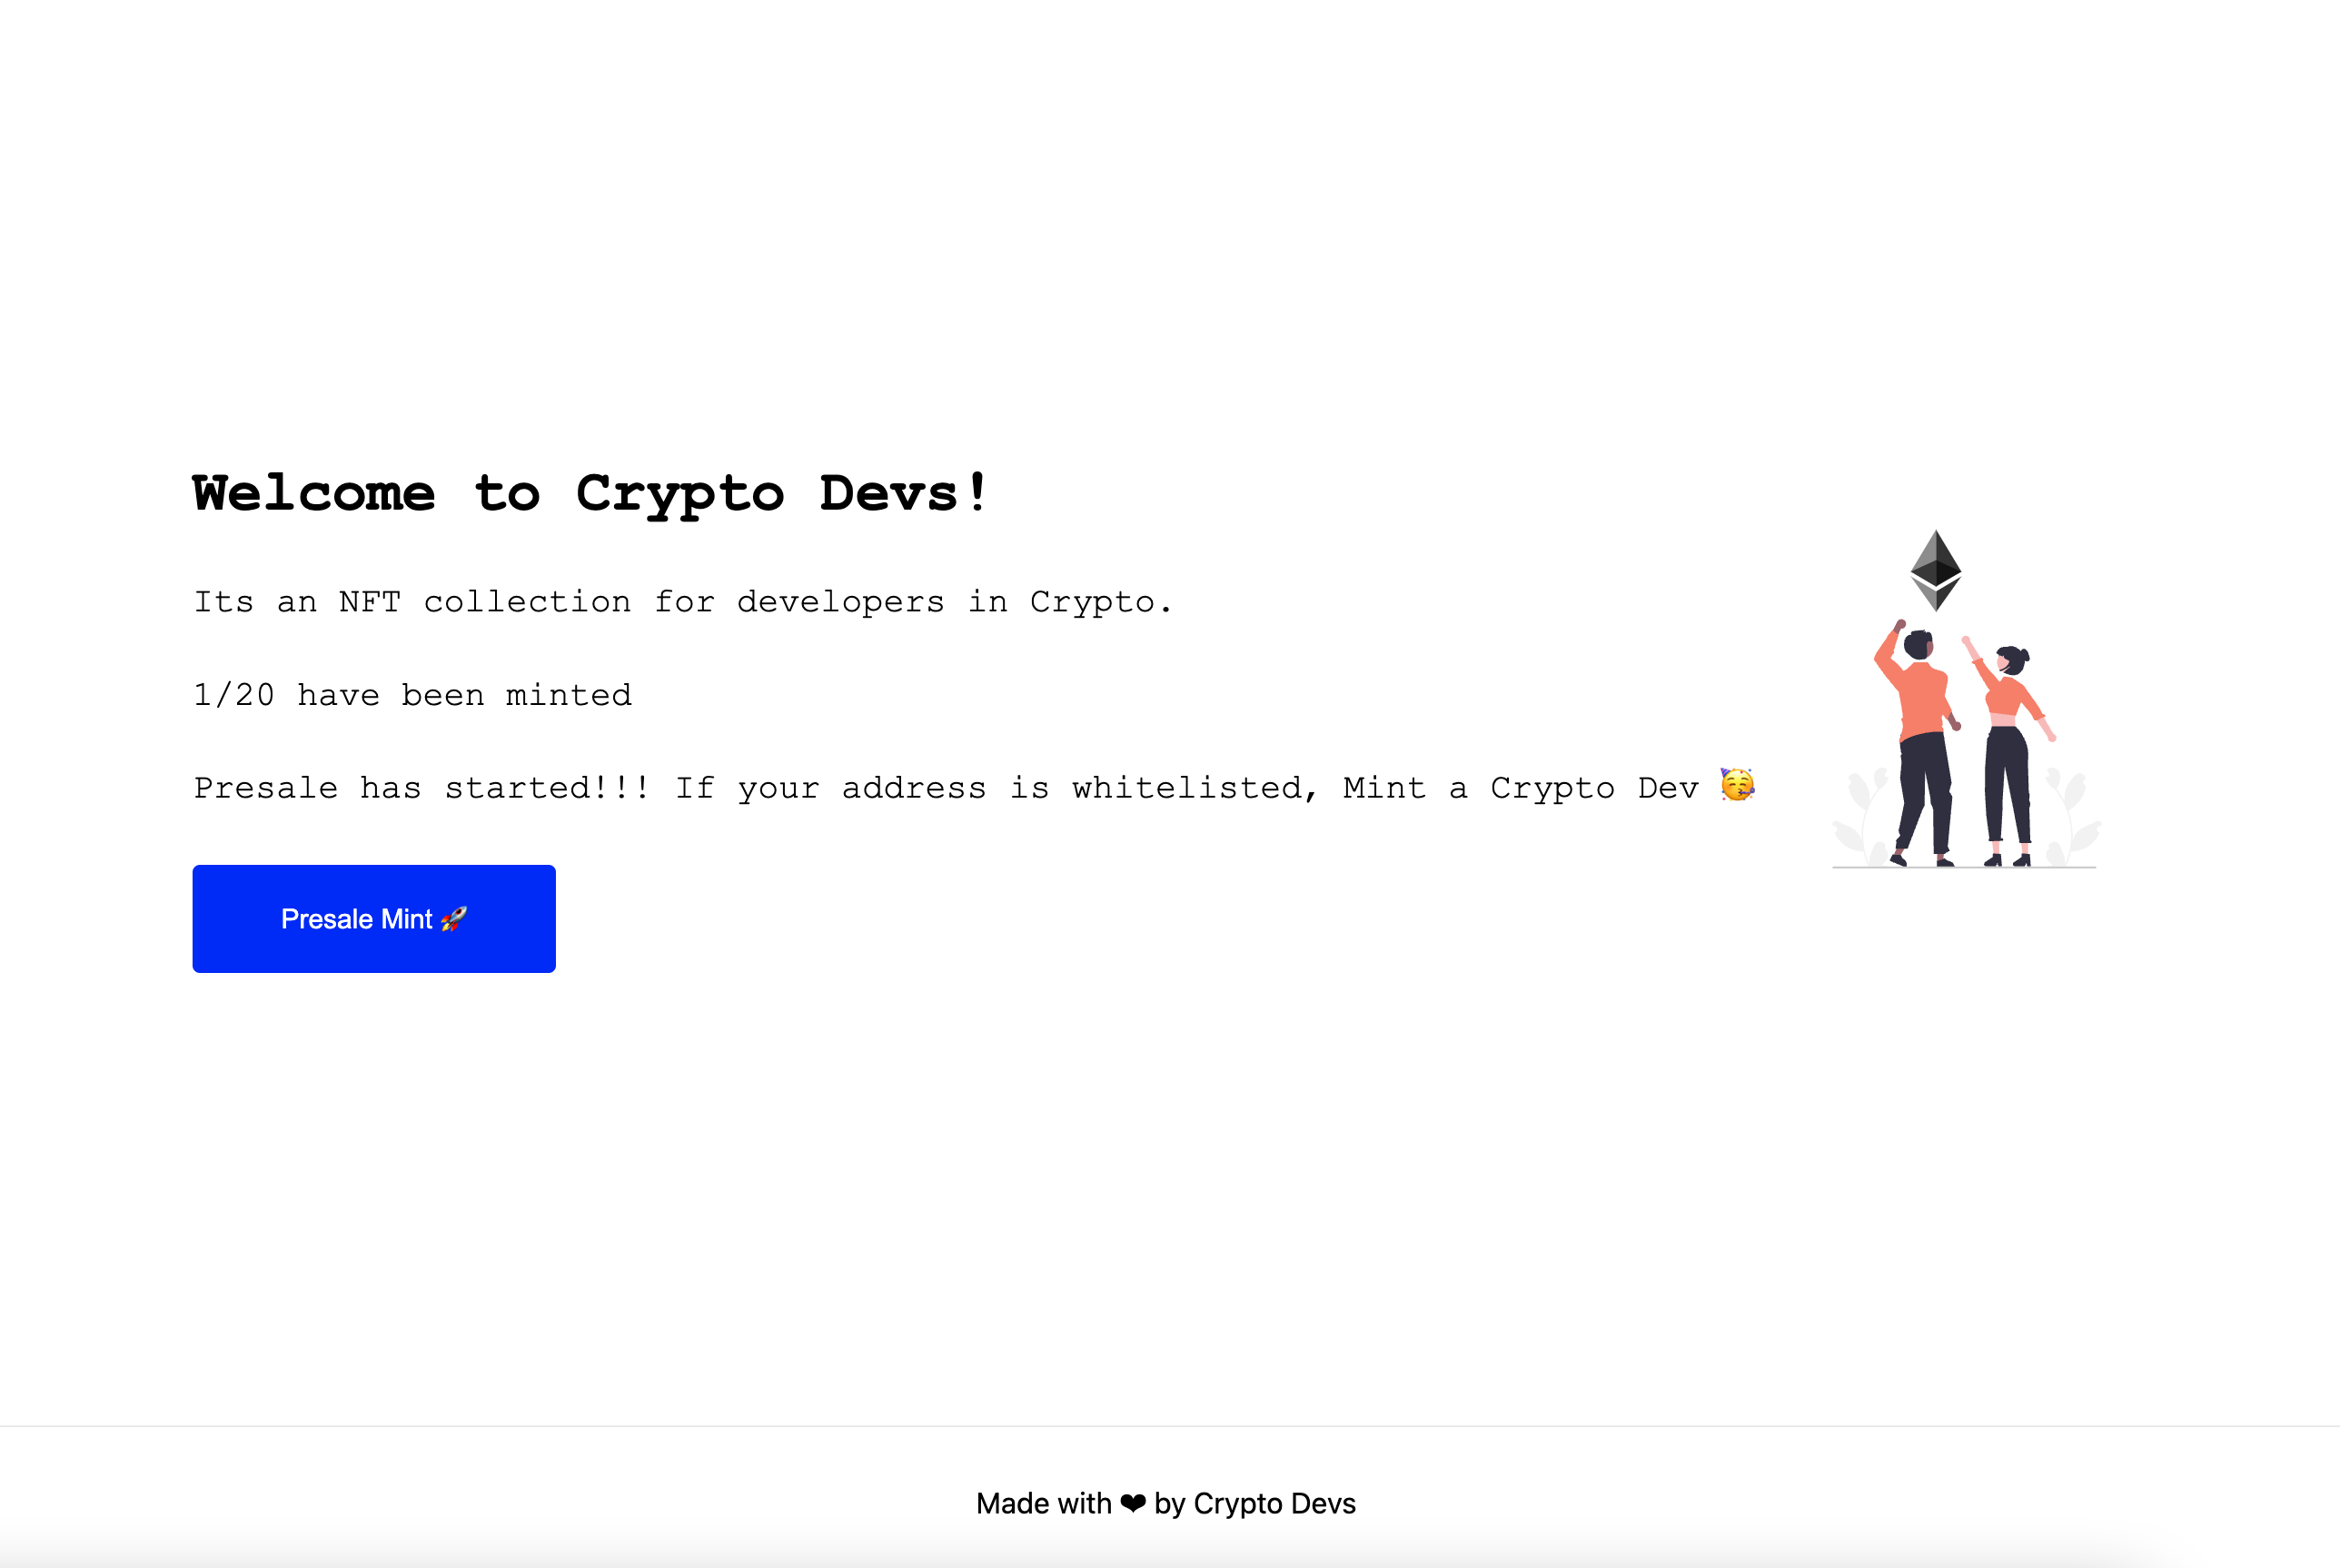 Welcome to Crypto Devs!
Its an NFT collection for developers in Crypto.
1/20 have been minted
Presale has started!!! If your address is whitelisted, Mint a Crypto Dev 🥳
Presale Mint 🚀
Made with ❤ by Crypto Devs